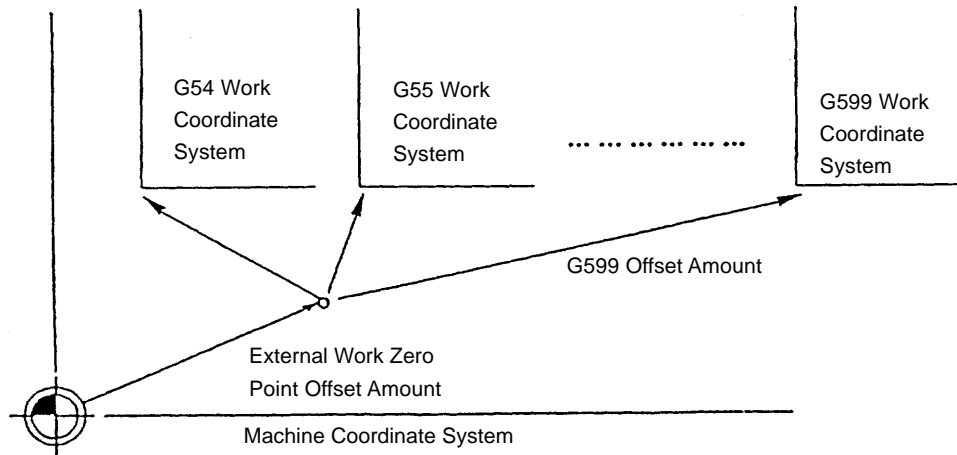 G54 Work
Coordinate
System
G55 Work
Coordinate
System
G599 Work
Coordinate
System
G599 Offset Amount
External Work Zero
Point Offset Amount
Machine Coordinate System